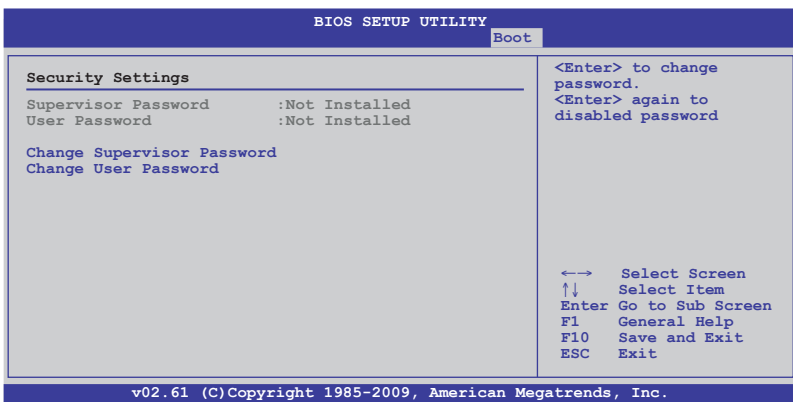 BIOS SETUP UTILITY
Boot
Security Settings
Supervisor Password :Not Installed
User Password :Not Installed
Change Supervisor Password
Change User Password
<Enter> to change
password.
<Enter> again to
disabled password
←→ Select Screen
↑↓ Select Item
Enter Go to Sub Screen
F1 General Help
F10 Save and Exit
ESC Exit
v02.61 (C)Copyright 1985-2009, American Megatrends, Inc.